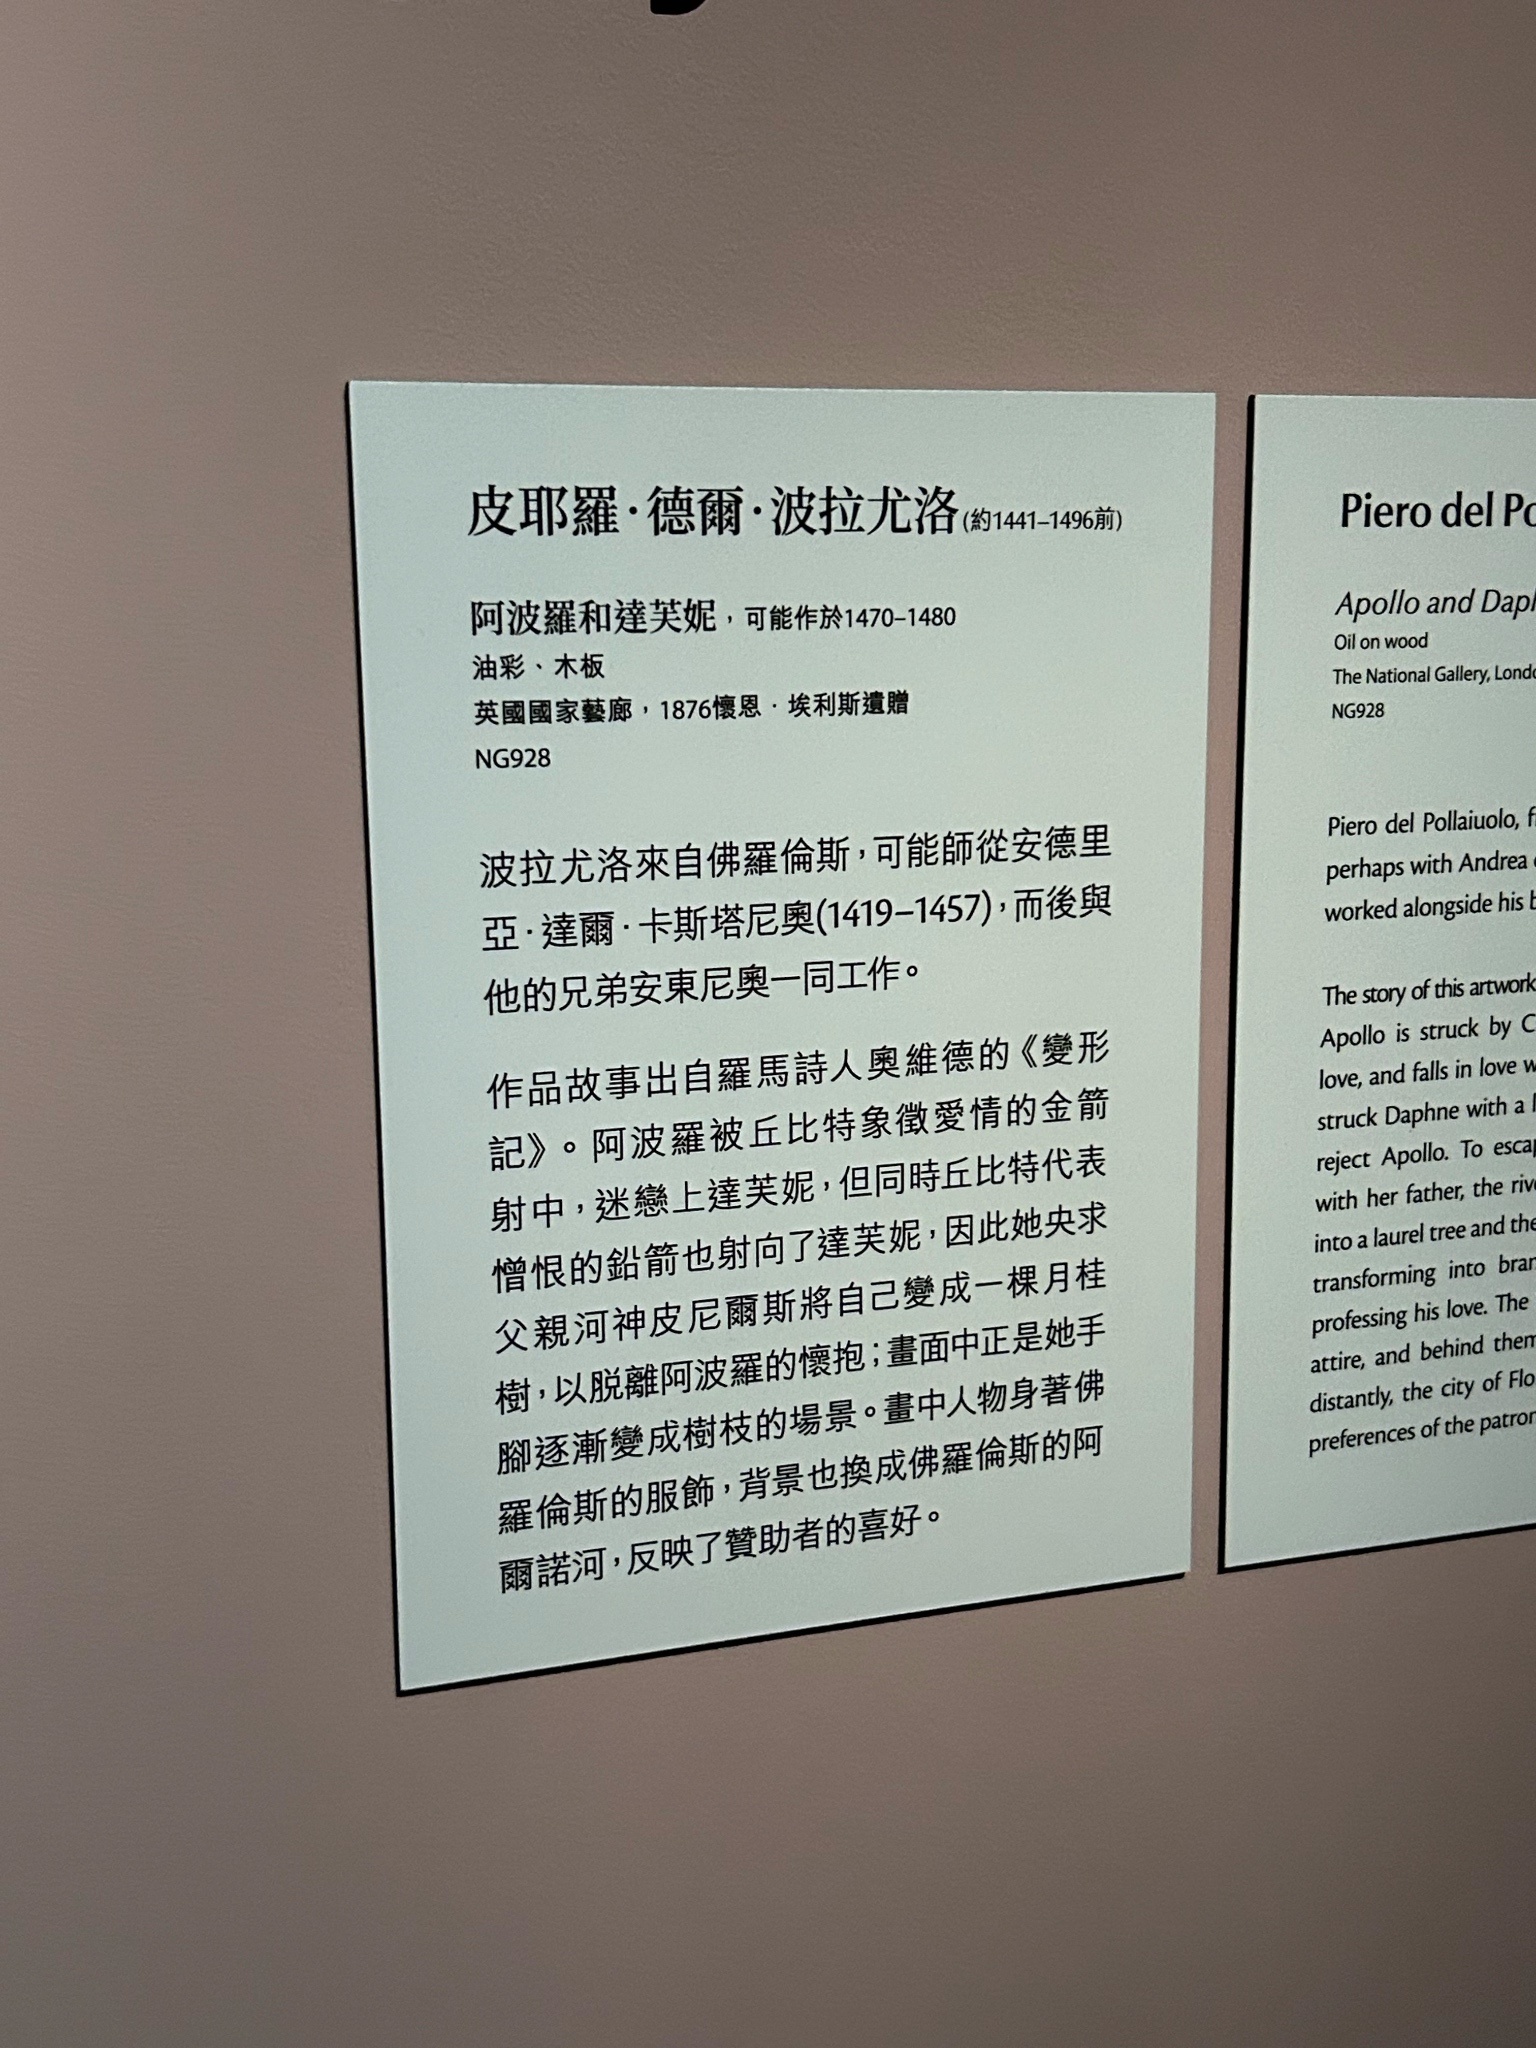 皮耶羅·德爾·波拉尤洛(約1441–1496前)
阿波羅和達芙妮，可能作於1470–1480
油彩、木板
英國國家藝廊，1876懷恩·埃利斯遺贈
NG928
波拉尤洛來自佛羅倫斯，可能師從安德里
亞·達爾·卡斯塔尼奧(1419–1457)，而後與
他的兄弟安東尼奧一同工作。
作品故事出自羅馬詩人奧維德的《變形
記》。阿波羅被丘比特象徵愛情的金箭
射中，迷戀上達芙妮，但同時丘比特代表
憎恨的鉛箭也射向了達芙妮，因此她央求
父親河神皮尼爾斯將自己變成一棵月桂
樹，以脫離阿波羅的懷抱；畫面中正是她手
腳逐漸變成樹枝的場景。畫中人物身著佛
羅倫斯的服飾，背景也換成佛羅倫斯的阿
爾諾河，反映了贊助者的喜好。
Piero del
Apollo and
Oil on wood
The National Gallery,
NG928
Piero del Pollaiuolo,
perhaps with Andrea
worked alongside his
The story of this artwork
Apollo is struck by
love, and falls in love
struck Daphne with a
reject Apollo. To
with her father, the
into a laurel tree and
transforming into
professing his love. The
attire, and behind them
distantly, the city of
preferences of the